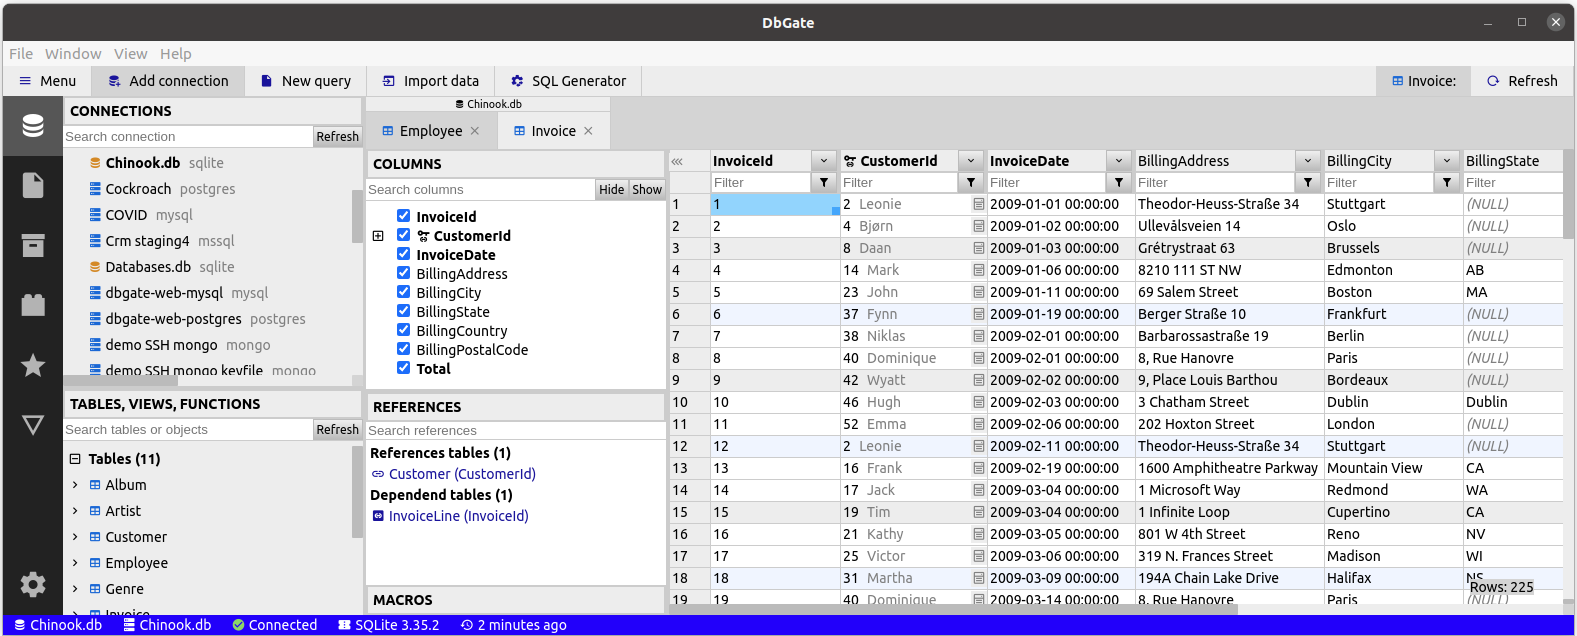 DbGate
File Window View Help
Menu Add connection New query Import data SQL Generator Invoice: Refresh
CONNECTIONS
Search connection Refresh
Chinook.db sqlite
Cockroach postgres
COVID mysql
Crm staging4 mssql
Databases.db sqlite
dbgate-web-mysql mysql
dbgate-web-postgres postgres
demo SSH mongo mongo
demo SSH mongo keyfile mongo
TABLES, VIEWS, FUNCTIONS
Search tables or objects Refresh
Tables (11)
Album
Artist
Customer
Employee
Genre
Invoice
Chinook.db
Employee Invoice
COLUMNS
Search columns Hide Show
InvoiceId
CustomerId
InvoiceDate
BillingAddress
BillingCity
BillingState
BillingCountry
BillingPostalCode
Total
REFERENCES
Search references
References tables (1)
Customer (CustomerId)
Dependend tables (1)
InvoiceLine (InvoiceId)
MACROS
InvoiceId CustomerId InvoiceDate BillingAddress BillingCity BillingState
Filter Filter Filter Filter Filter Filter
1 1 2 Leonie 2009-01-01 00:00:00 Theodor-Heuss-Straße 34 Stuttgart (NULL)
2 2 4 Bjørn 2009-01-02 00:00:00 Ullevålsveien 14 Oslo (NULL)
3 3 8 Daan 2009-01-03 00:00:00 Grétrystraat 63 Brussels (NULL)
4 4 14 Mark 2009-01-06 00:00:00 8210 111 ST NW Edmonton AB
5 5 23 John 2009-01-11 00:00:00 69 Salem Street Boston MA
6 6 37 Fynn 2009-01-19 00:00:00 Berger Straße 10 Frankfurt (NULL)
7 7 38 Niklas 2009-02-01 00:00:00 Barbarossastraße 19 Berlin (NULL)
8 8 40 Dominique 2009-02-01 00:00:00 8, Rue Hanovre Paris (NULL)
9 9 42 Wyatt 2009-02-02 00:00:00 9, Place Louis Barthou Bordeaux (NULL)
10 10 46 Hugh 2009-02-03 00:00:00 3 Chatham Street Dublin Dublin
11 11 52 Emma 2009-02-06 00:00:00 202 Hoxton Street London (NULL)
12 12 2 Leonie 2009-02-11 00:00:00 Theodor-Heuss-Straße 34 Stuttgart (NULL)
13 13 16 Frank 2009-02-19 00:00:00 1600 Amphitheatre Parkway Mountain View CA
14 14 17 Jack 2009-03-04 00:00:00 1 Microsoft Way Redmond WA
15 15 19 Tim 2009-03-04 00:00:00 1 Infinite Loop Cupertino CA
16 16 21 Kathy 2009-03-05 00:00:00 801 W 4th Street Reno NV
17 17 25 Victor 2009-03-06 00:00:00 319 N. Frances Street Madison WI
18 18 31 Martha 2009-03-09 00:00:00 194A Chain Lake Drive Halifax NS
19 19 40 Dominique 2009-03-14 00:00:00 8, Rue Hanovre Paris (NULL)
Rows: 225
Chinook.db Chinook.db Connected SQLite 3.35.2 2 minutes ago